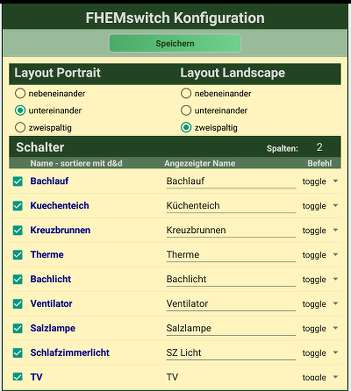 FHEMswitch Konfiguration
Speichern
Layout Portrait Layout Landscape
nebeneinander nebeneinander
untereinander untereinander
zweispaltig zweispaltig
Schalter Spalten: 2
Name - sortiere mit d&d Angezeigter Name Befehl
Bachlauf Bachlauf toggle
Kuechenteich Küchenteich toggle
Kreuzbrunnen Kreuzbrunnen toggle
Therme Therme toggle
Bachlicht Bachlicht toggle
Ventilator Ventilator toggle
Salzlampe Salzlampe toggle
Schlafzimmerlicht SZ Licht toggle
TV TV toggle